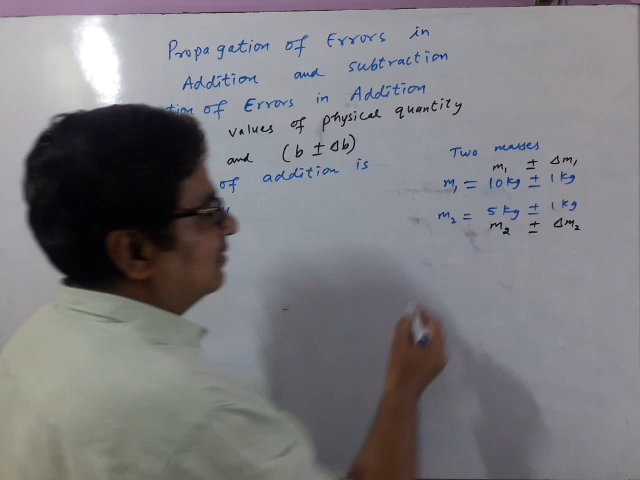 Propagation of Errors in
Addition and subtraction
tion of Errors in Addition
values of physical quantity
and (b ± Δb)
of addition is
Two masses
m₁ ± Δm₁
m₁ = 10 kg ± 1 kg
m₂ = 5 kg ± 1 kg
m₂ ± Δm₂